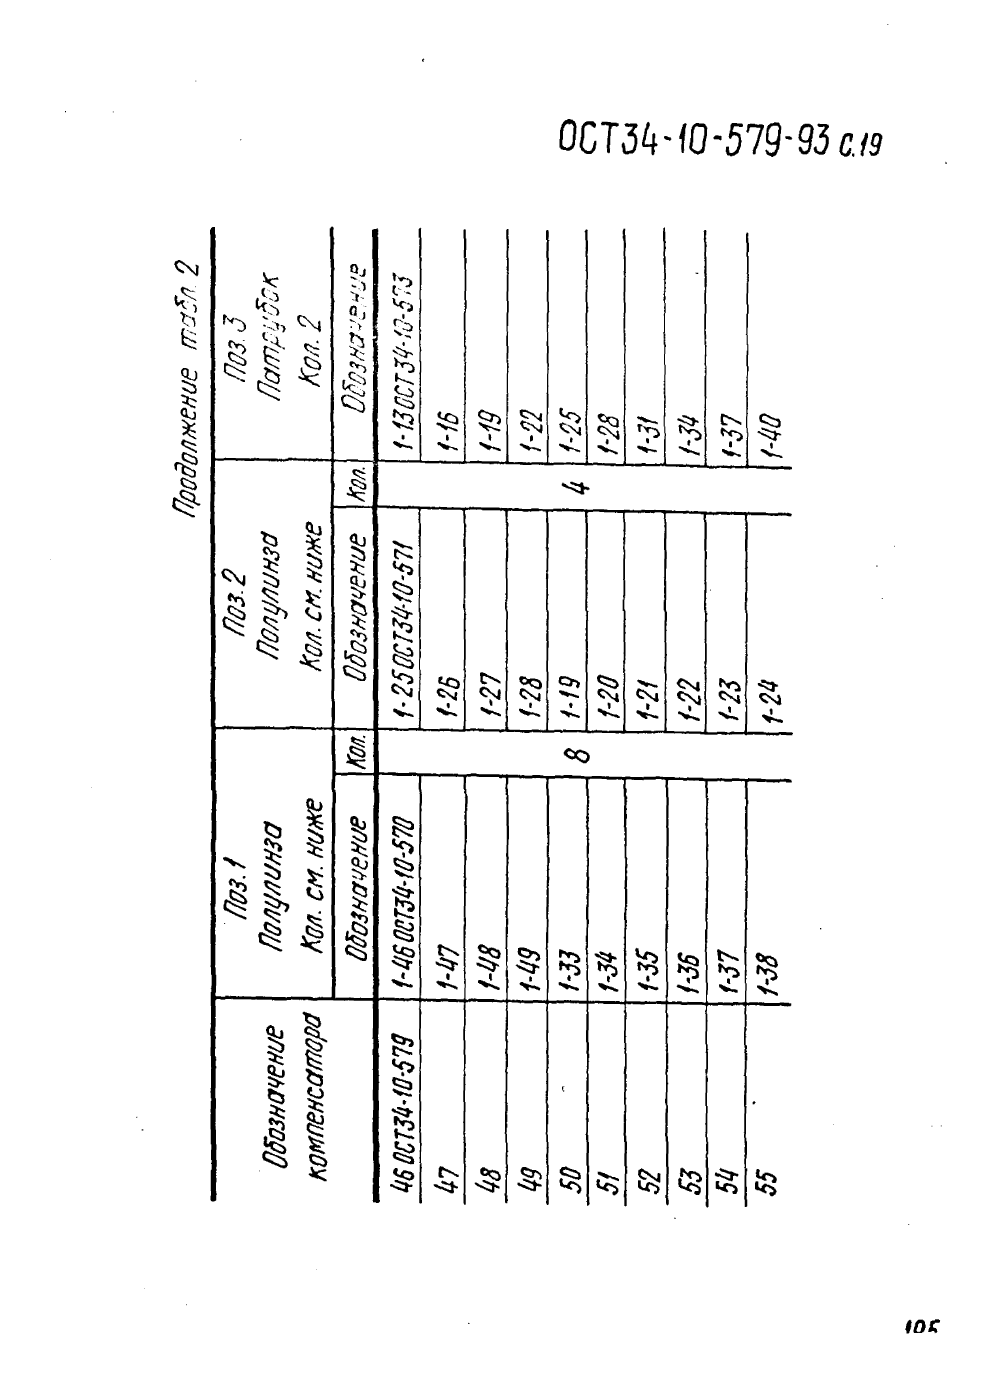 ОСТ34-10-579-93 с.19
Продолжение табл. 2
Обозначение компенсатора | Поз. 1 Полулинза Кол. см. ниже | Поз. 2 Полулинза Кол. см. ниже | Поз. 3 Патрубок Кол. 2
Обозначение | Кол. | Обозначение | Кол. | Обозначение
46 ОСТ34-10-579 | 1-46 ОСТ34-10-570 | 8 | 1-25 ОСТ34-10-571 | 4 | 1-13 ОСТ34-10-573
47 | 1-47 | 1-26 | 1-16
48 | 1-48 | 1-27 | 1-19
49 | 1-49 | 1-28 | 1-22
50 | 1-33 | 1-19 | 1-25
51 | 1-34 | 1-20 | 1-28
52 | 1-35 | 1-21 | 1-31
53 | 1-36 | 1-22 | 1-34
54 | 1-37 | 1-23 | 1-37
55 | 1-38 | 1-24 | 1-40